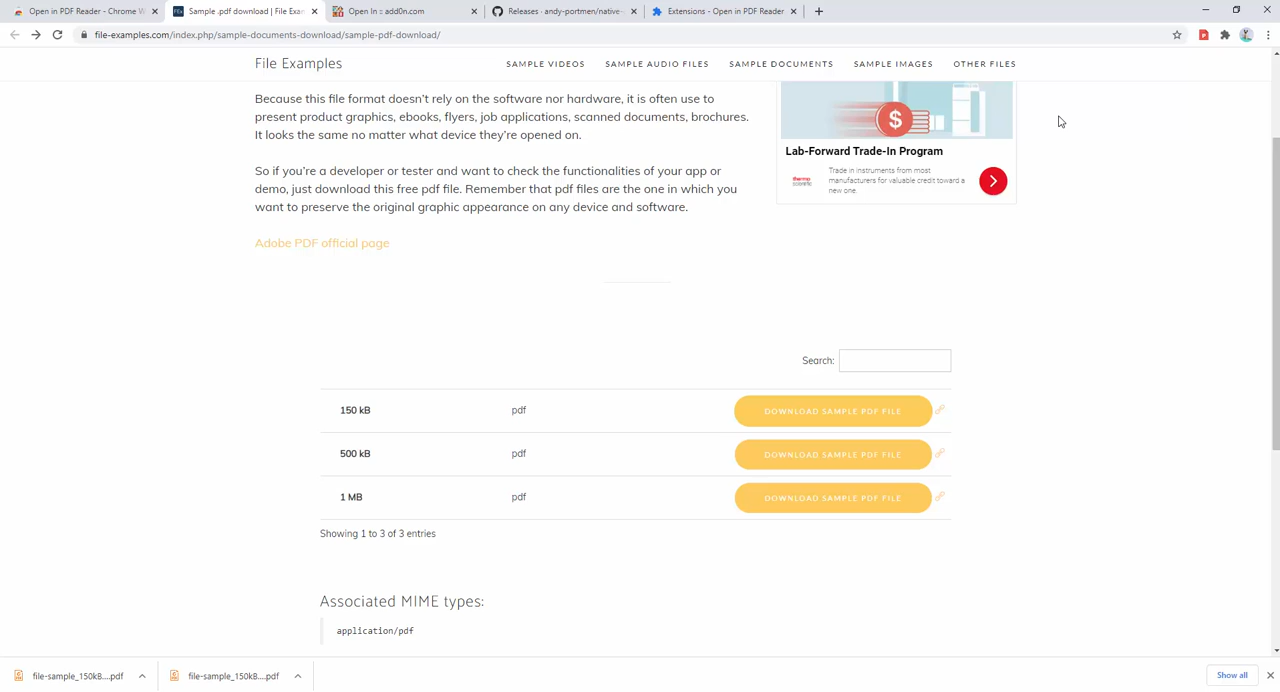 Open in PDF Reader - Chrome W
Sample .pdf download | File Exam
Open In :: add0n.com
Releases · andy-portmen/native-
Extensions - Open in PDF Reader
file-examples.com/index.php/sample-documents-download/sample-pdf-download/
File Examples
SAMPLE VIDEOS
SAMPLE AUDIO FILES
SAMPLE DOCUMENTS
SAMPLE IMAGES
OTHER FILES
Because this file format doesn't rely on the software nor hardware, it is often use to
present product graphics, ebooks, flyers, job applications, scanned documents, brochures.
It looks the same no matter what device they're opened on.
So if you're a developer or tester and want to check the functionalities of your app or
demo, just download this free pdf file. Remember that pdf files are the one in which you
want to preserve the original graphic appearance on any device and software.
Adobe PDF official page
$
Lab-Forward Trade-In Program
thermo
scientific
Trade in instruments from most
manufacturers for valuable credit toward a
new one.
Search:
150 kB pdf DOWNLOAD SAMPLE PDF FILE
500 kB pdf DOWNLOAD SAMPLE PDF FILE
1 MB pdf DOWNLOAD SAMPLE PDF FILE
Showing 1 to 3 of 3 entries
Associated MIME types:
application/pdf
file-sample_150kB....pdf
file-sample_150kB....pdf
Show all